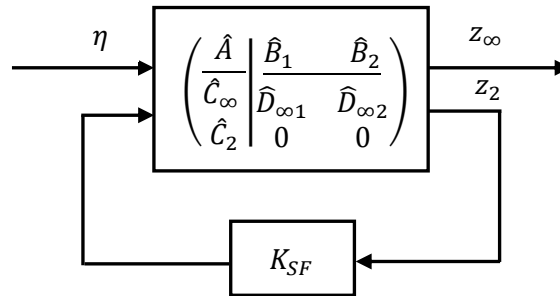 η
z∞
Â B̂1 B̂2
Ĉ∞ D̂∞1 D̂∞2
Ĉ2 0 0
z2
KSF